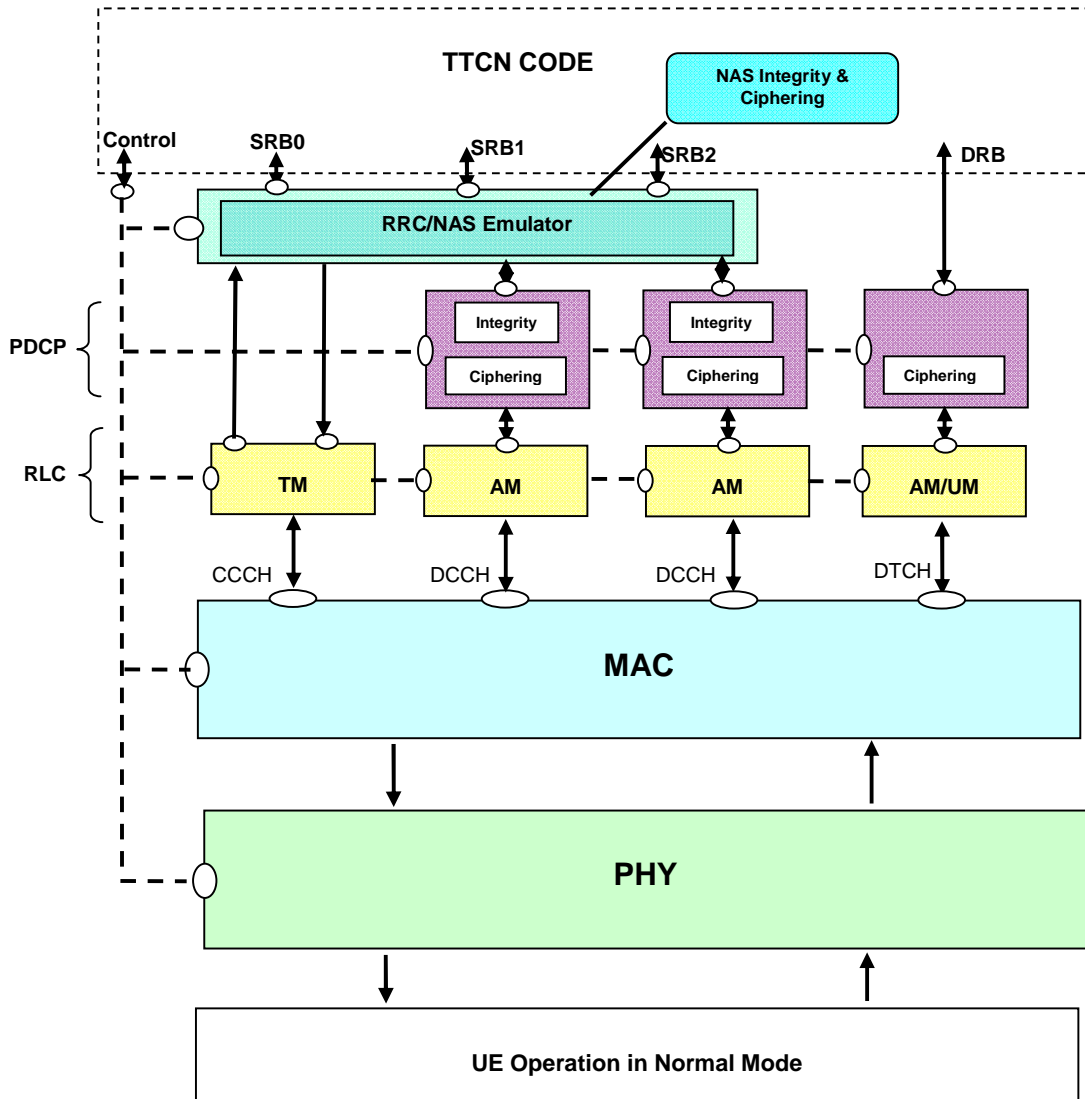 TTCN CODE
NAS Integrity &
Ciphering
Control
SRB0
SRB1
SRB2
DRB
RRC/NAS Emulator
PDCP
Integrity
Integrity
Ciphering
Ciphering
Ciphering
RLC
TM
AM
AM
AM/UM
CCCH
DCCH
DCCH
DTCH
MAC
PHY
UE Operation in Normal Mode